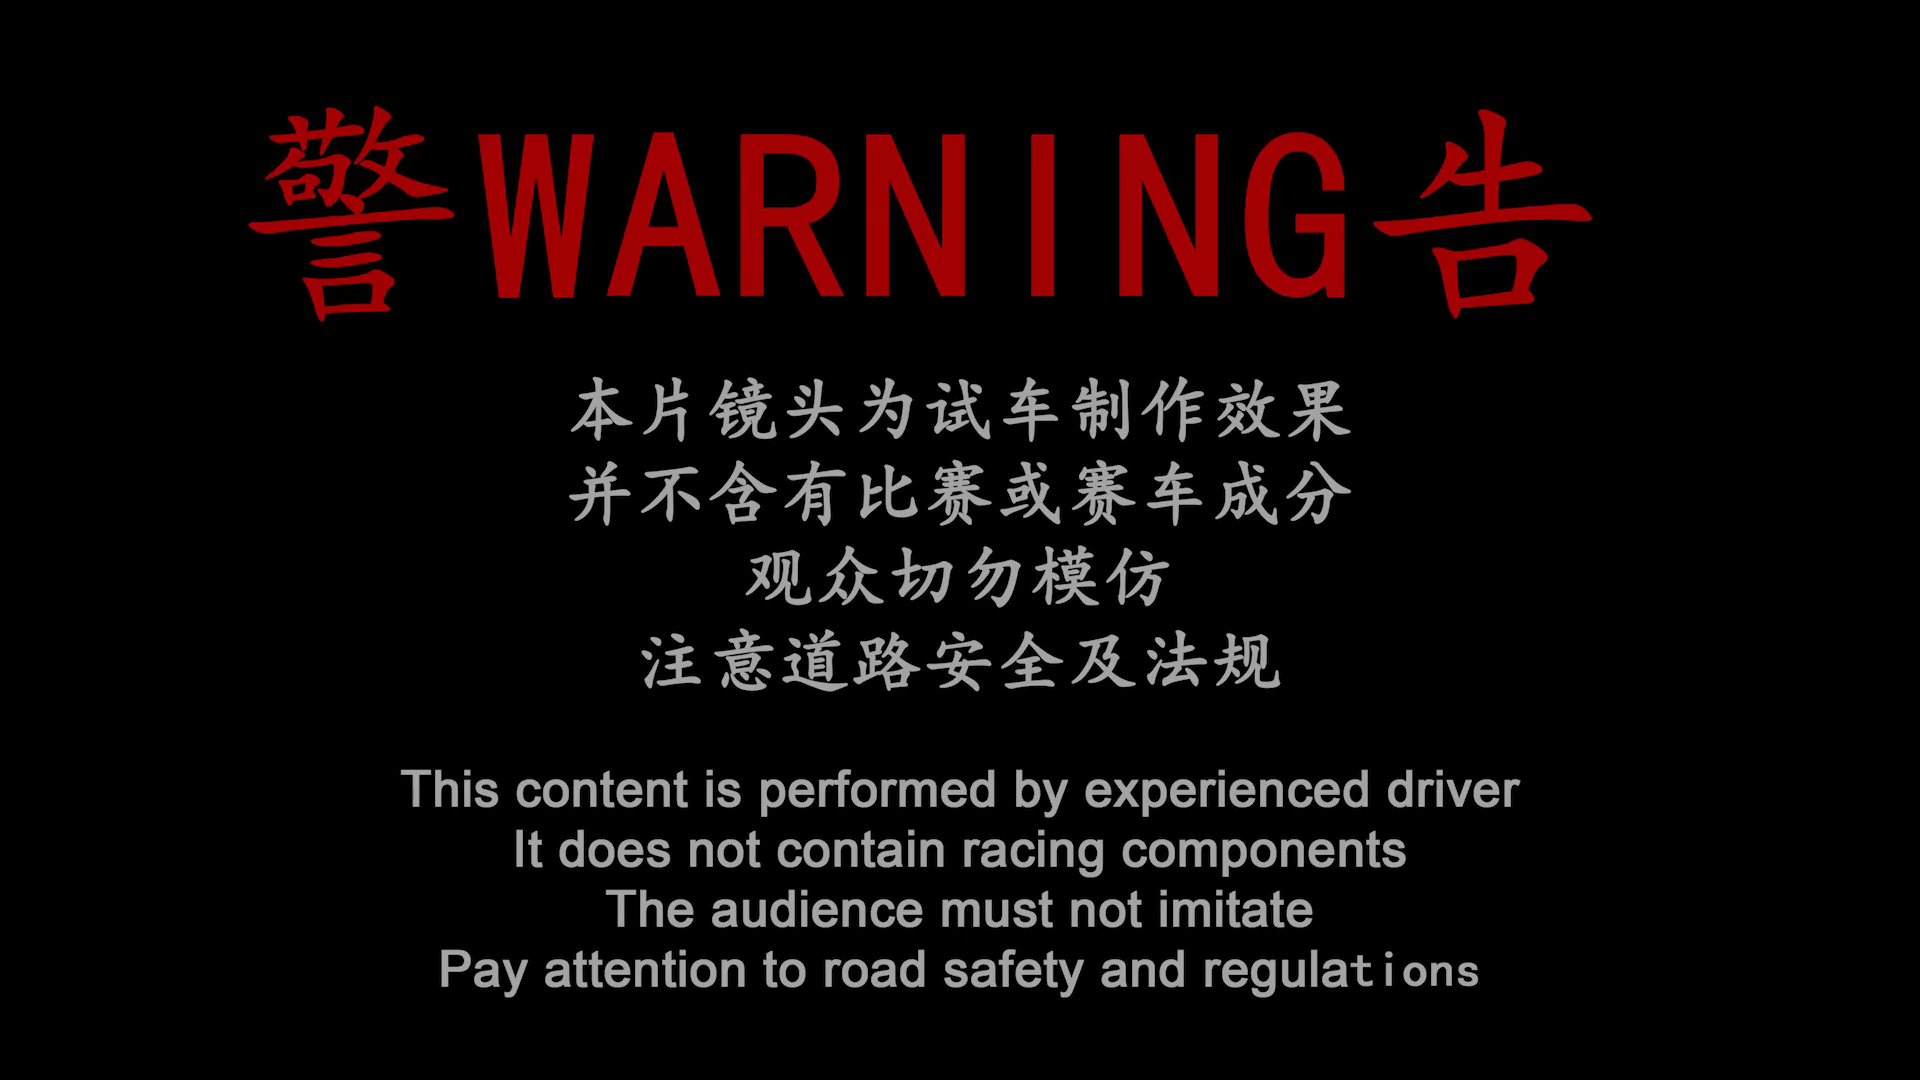 警WARNING告
本片镜头为试车制作效果
并不含有比赛或赛车成分
观众切勿模仿
注意道路安全及法规
This content is performed by experienced driver
It does not contain racing components
The audience must not imitate
Pay attention to road safety and regulations